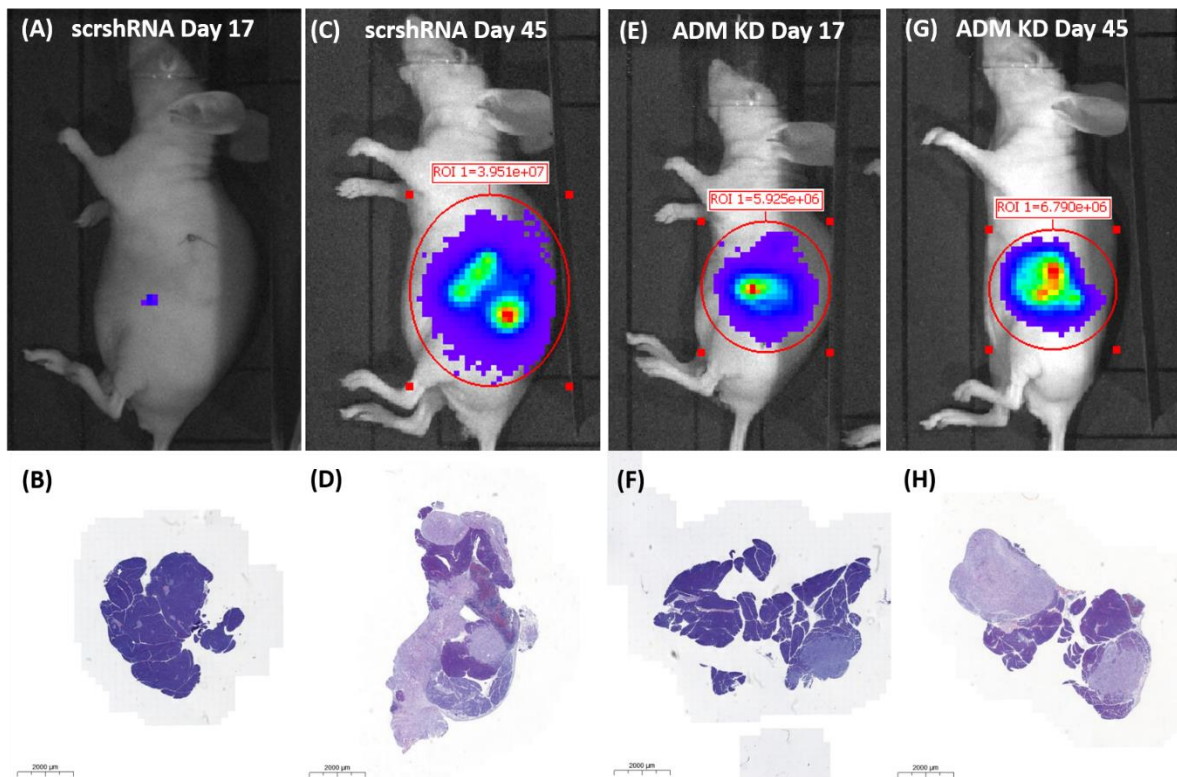 (A) scrshRNA Day 17
(C) scrshRNA Day 45
(E) ADM KD Day 17
(G) ADM KD Day 45
ROI 1=3.951e+07
ROI 1=5.925e+06
ROI 1=6.790e+06
(B)
(D)
(F)
(H)
2000 µm
2000 µm
2000 µm
2000 µm